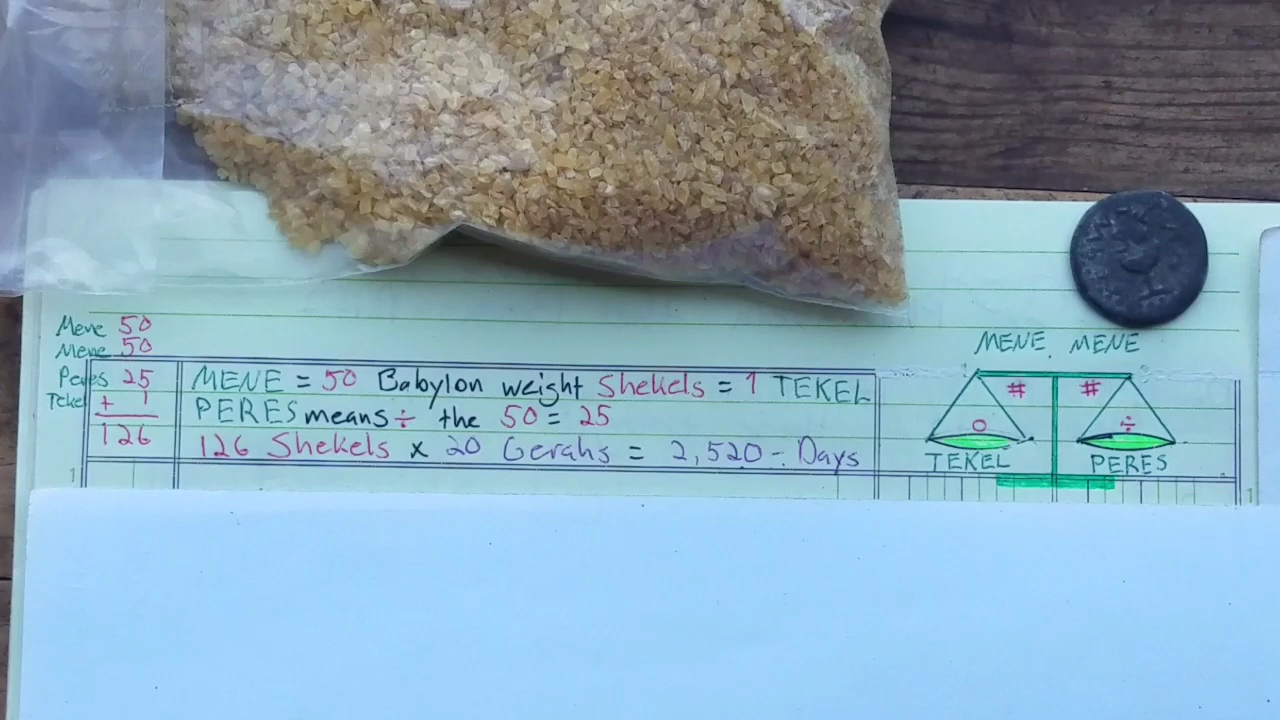 Mene 50
Mene 50
Peres 25
Tekel + 1
126
MENE = 50 Babylon weight Shekels = 1 TEKEL
PERES means ÷ the 50 = 25
126 Shekels x 20 Gerahs = 2,520 - Days
MENE MENE
# #
0 ÷
TEKEL PERES
1 1